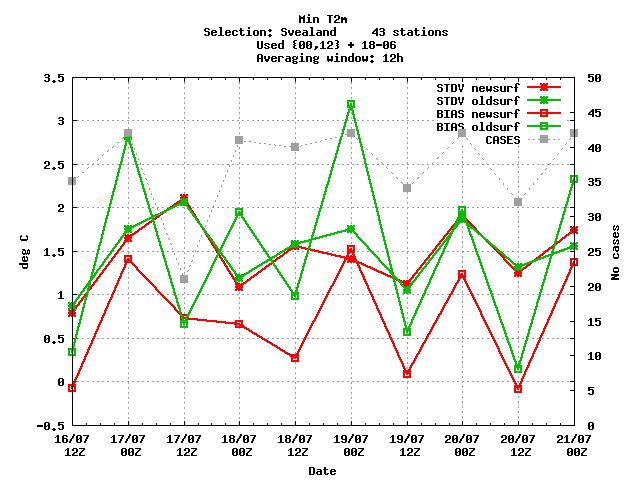 Min T2m
Selection: Svealand 43 stations
Used {00,12} + 18-06
Averaging window: 12h
3.5
3
2.5
2
1.5
1
0.5
0
-0.5
deg C
50
45
40
35
30
25
20
15
10
5
0
No cases
STDV newsurf
STDV oldsurf
BIAS newsurf
BIAS oldsurf
CASES
16/07 17/07 17/07 18/07 18/07 19/07 19/07 20/07 20/07 21/07
12Z 00Z 12Z 00Z 12Z 00Z 12Z 00Z 12Z 00Z
Date